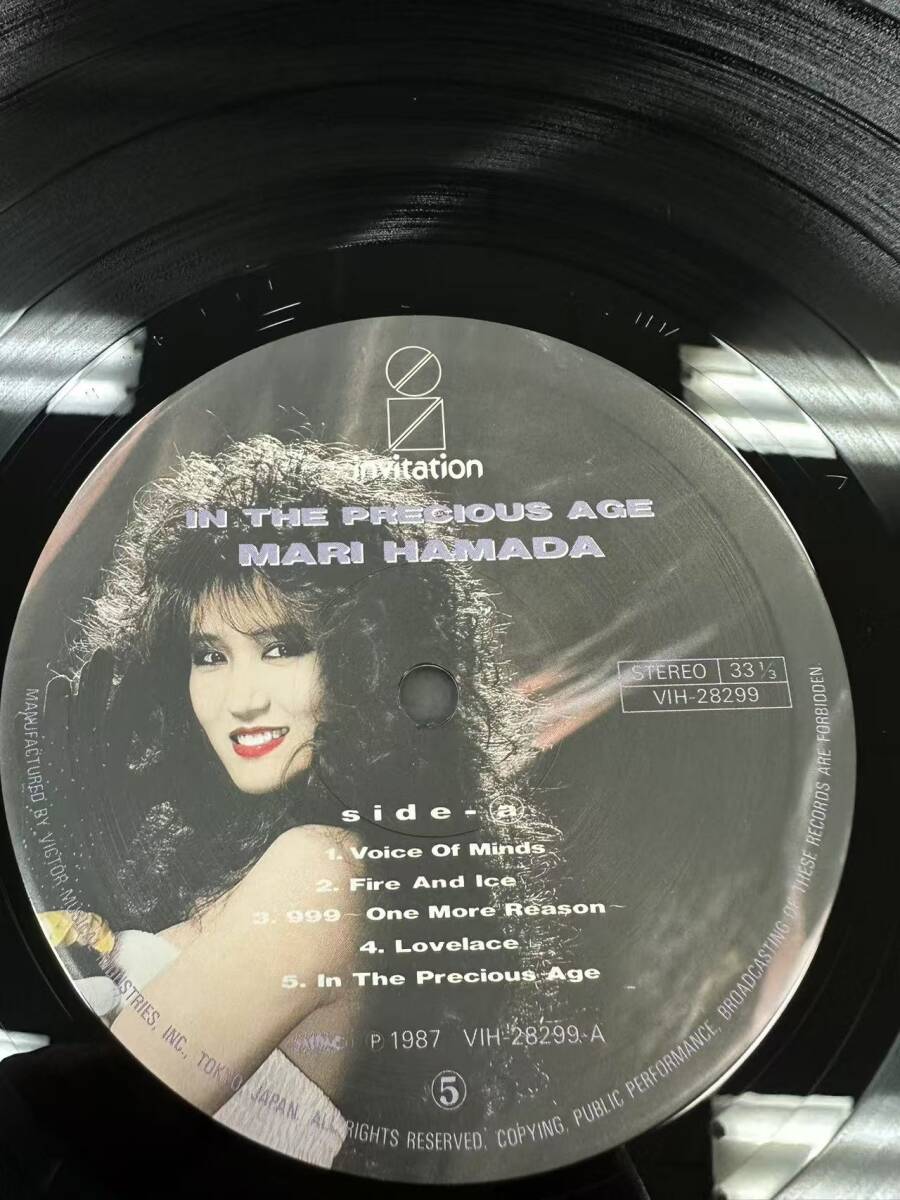 invitation
IN THE PRECIOUS AGE
MARI HAMADA
STEREO 33 1/3
VIH-28299
side-a
1. Voice Of Minds
2. Fire And Ice
3. 999~One More Reason~
4. Lovelace
5. In The Precious Age
℗ 1987 VIH-28299-A
5
MANUFACTURED BY VICTOR INDUSTRIES, INC., TOKYO, JAPAN. ALL RIGHTS RESERVED. COPYING, PUBLIC PERFORMANCE, BROADCASTING OF THESE RECORDS ARE FORBIDDEN.